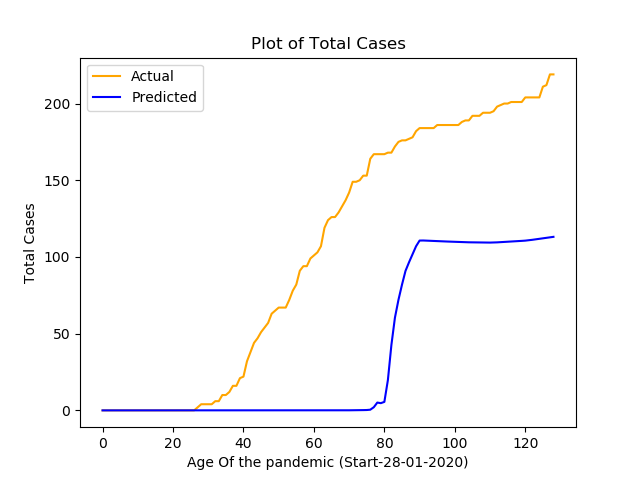 Plot of Total Cases
Actual
Predicted
200
150
100
50
0
Total Cases
0 20 40 60 80 100 120
Age Of the pandemic (Start-28-01-2020)